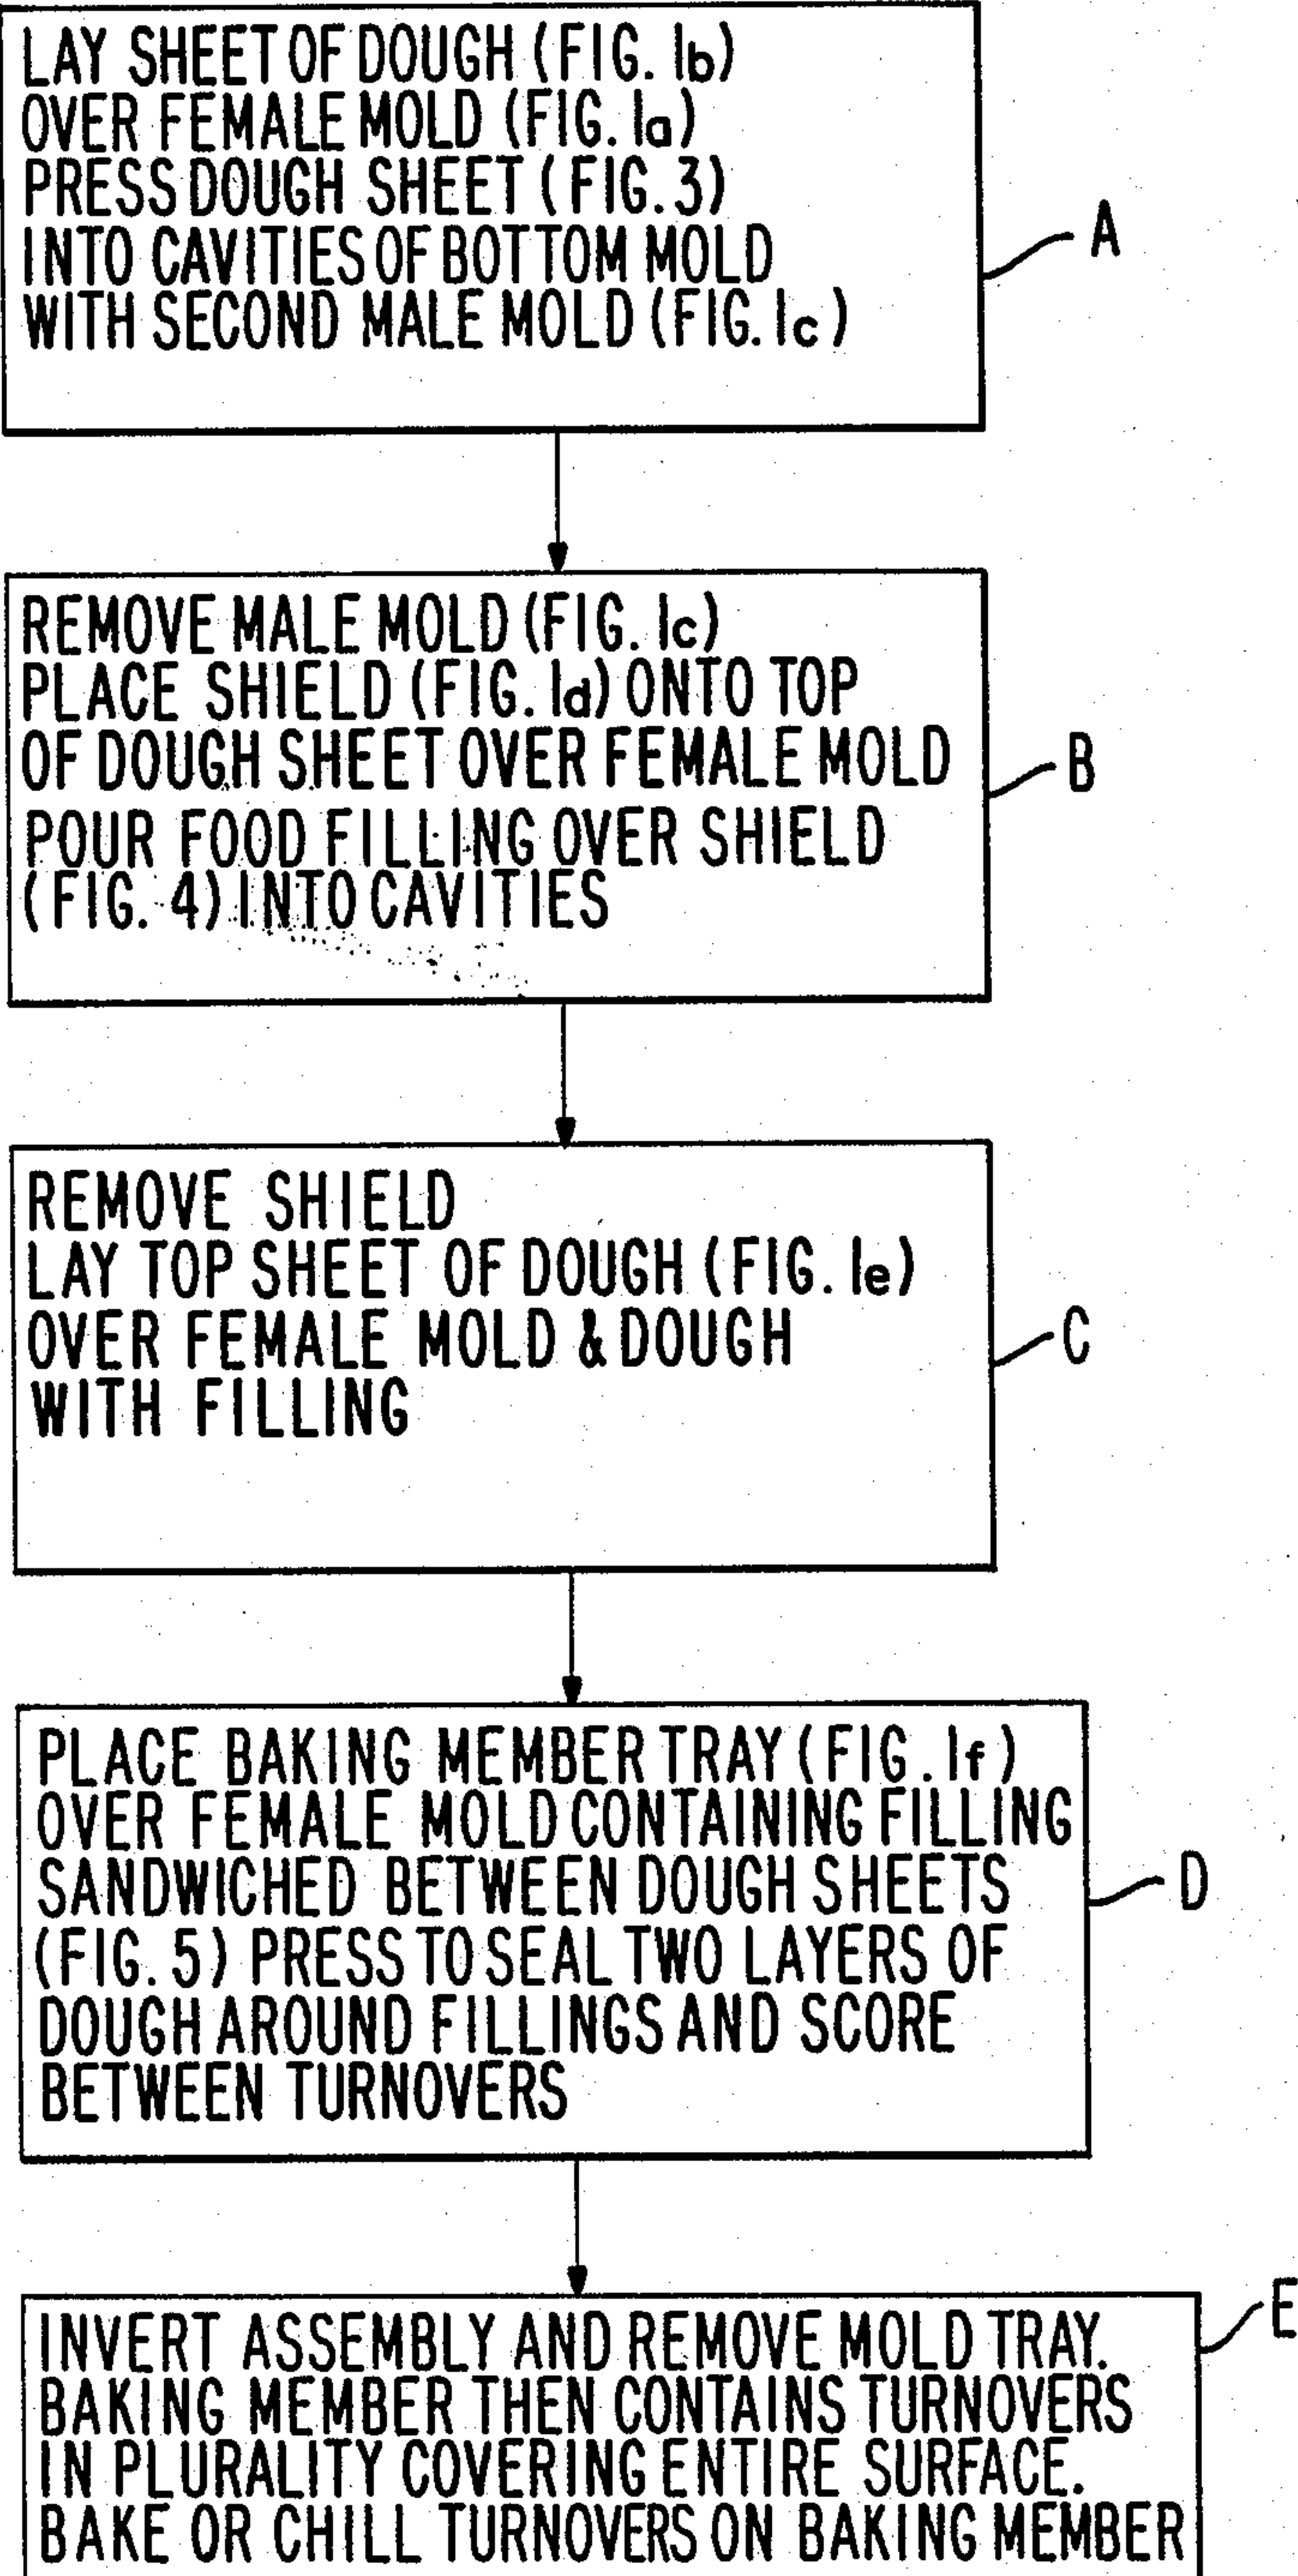 LAY SHEET OF DOUGH (FIG. 1b)
OVER FEMALE MOLD (FIG. 1a)
PRESS DOUGH SHEET (FIG. 3)
INTO CAVITIES OF BOTTOM MOLD
WITH SECOND MALE MOLD (FIG. 1c)
A
REMOVE MALE MOLD (FIG. 1c)
PLACE SHIELD (FIG. 1d) ONTO TOP
OF DOUGH SHEET OVER FEMALE MOLD
POUR FOOD FILLING OVER SHIELD
(FIG. 4) INTO CAVITIES
B
REMOVE SHIELD
LAY TOP SHEET OF DOUGH (FIG. 1e)
OVER FEMALE MOLD & DOUGH
WITH FILLING
C
PLACE BAKING MEMBER TRAY (FIG. 1f)
OVER FEMALE MOLD CONTAINING FILLING
SANDWICHED BETWEEN DOUGH SHEETS
(FIG. 5) PRESS TO SEAL TWO LAYERS OF
DOUGH AROUND FILLINGS AND SCORE
BETWEEN TURNOVERS
D
INVERT ASSEMBLY AND REMOVE MOLD TRAY.
BAKING MEMBER THEN CONTAINS TURNOVERS
IN PLURALITY COVERING ENTIRE SURFACE.
BAKE OR CHILL TURNOVERS ON BAKING MEMBER
E